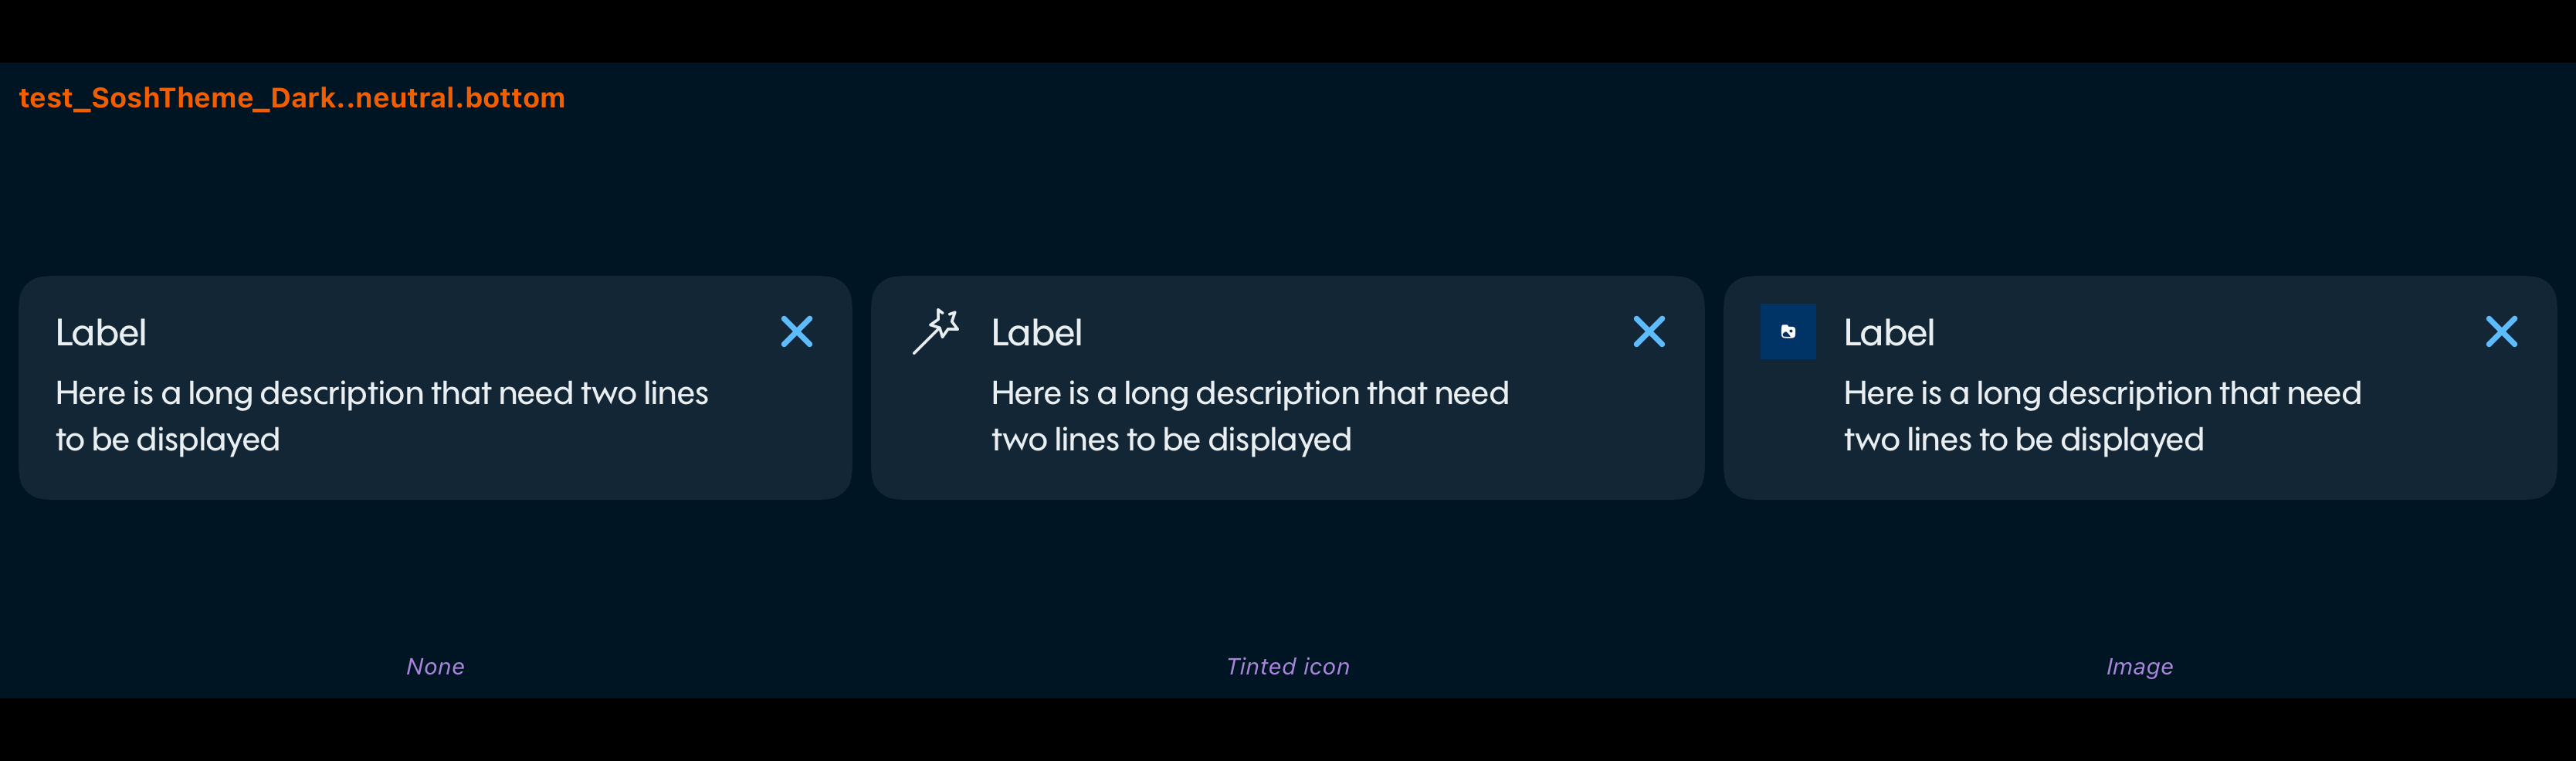 test_SoshTheme_Dark..neutral.bottom
Label
Here is a long description that need two lines
to be displayed
Label
Here is a long description that need
two lines to be displayed
Label
Here is a long description that need
two lines to be displayed
None
Tinted icon
Image